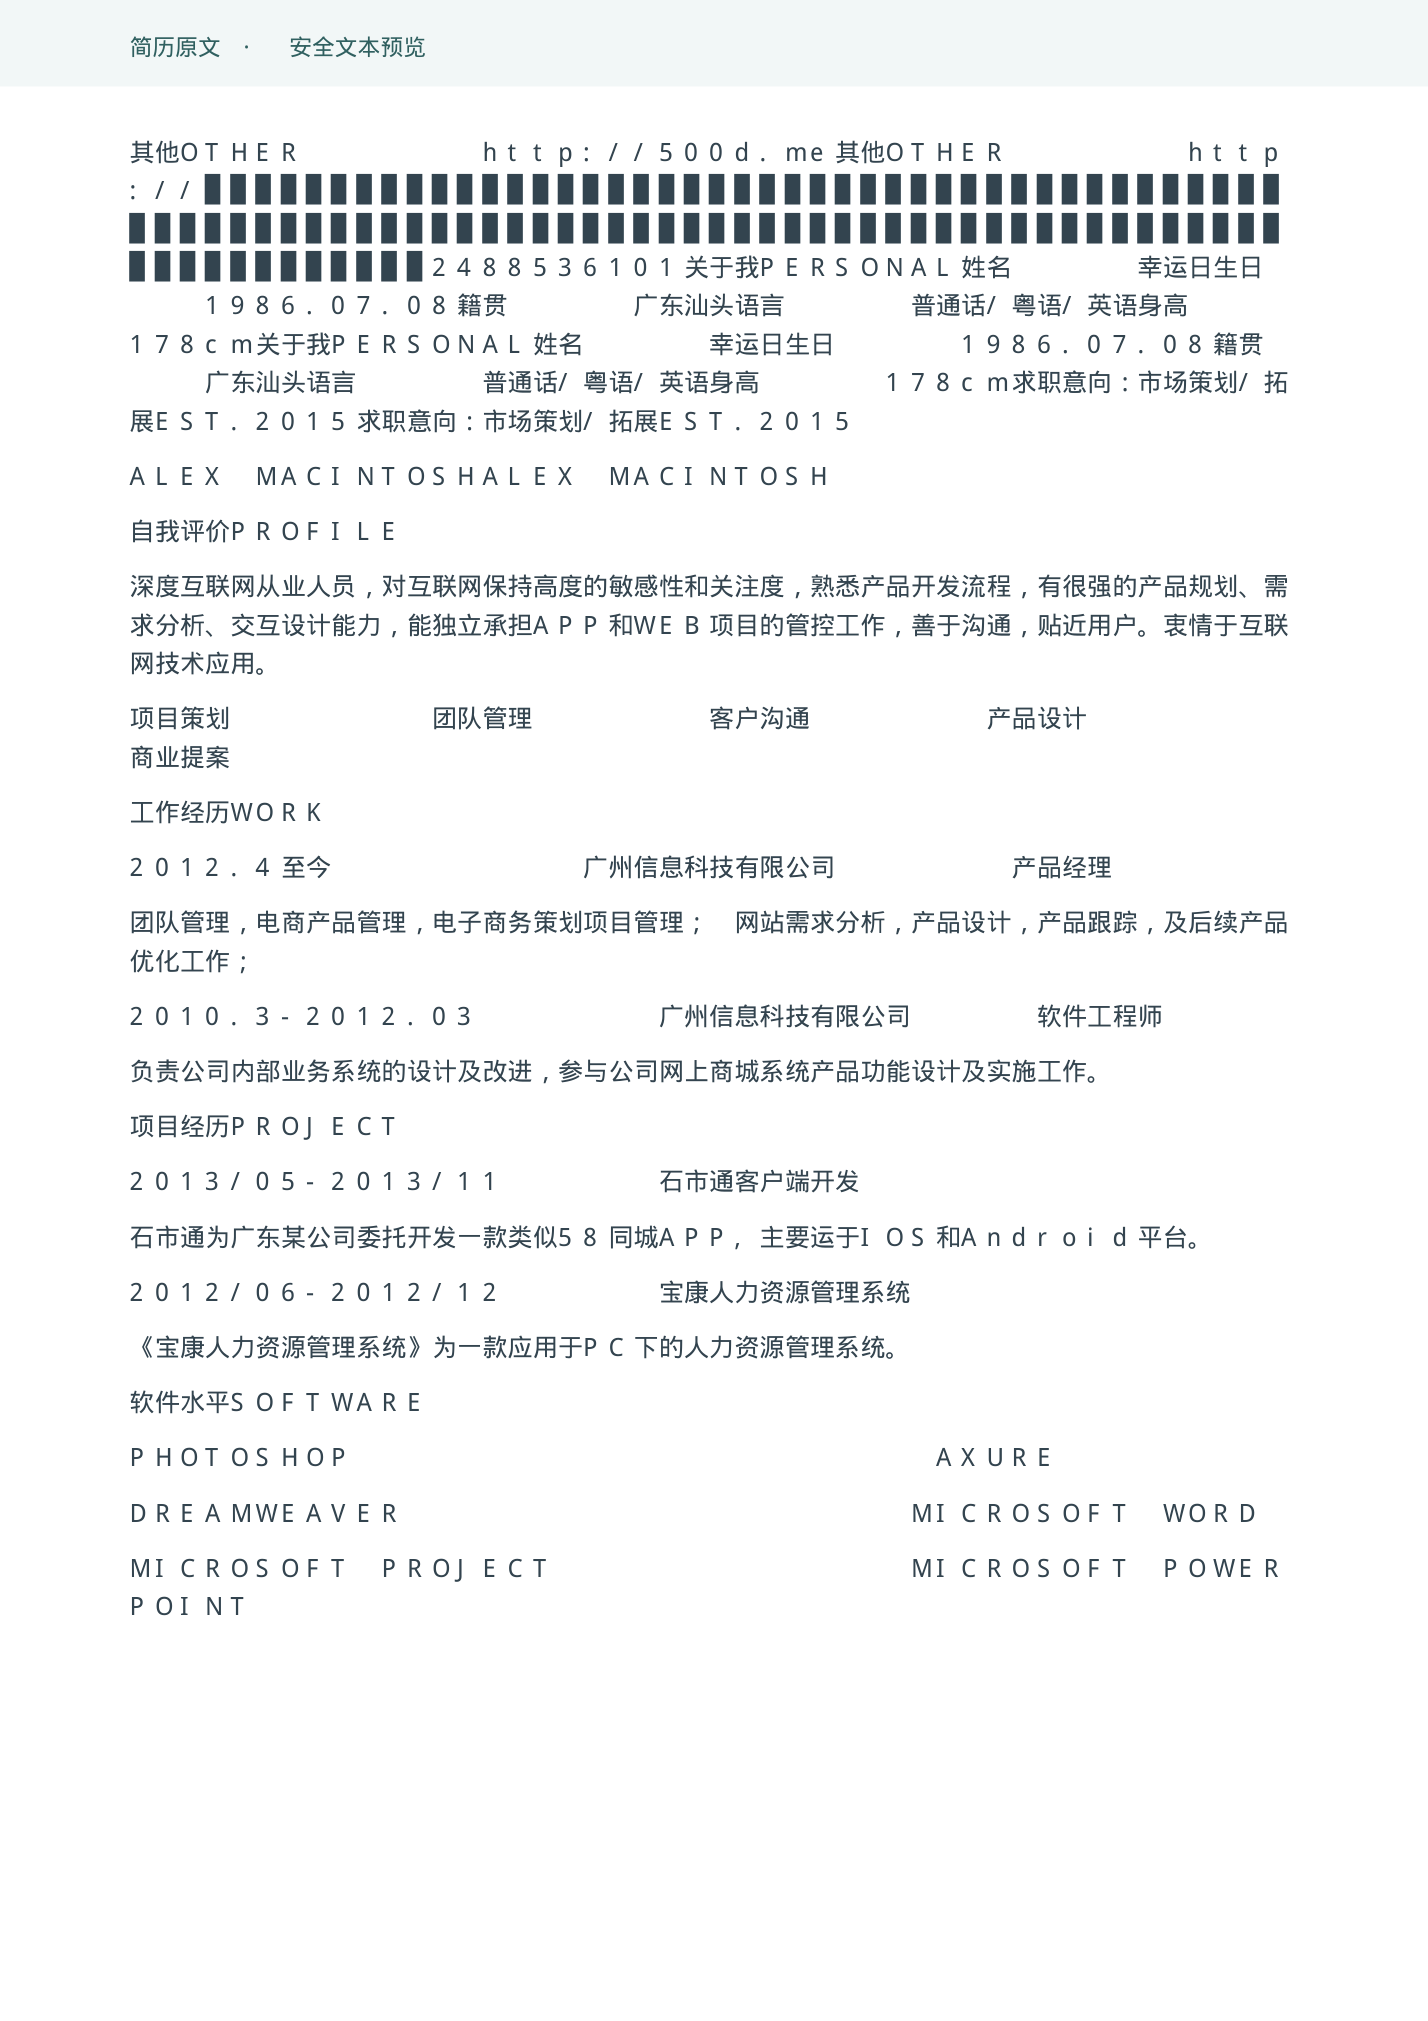 简历原文 · 安全文本预览
其他OTHER http://500d.me其他OTHER http
://███████████████████████████████████████████
██████████████████████████████████████████████
████████████2488536101关于我PERSONAL姓名 幸运日生日
1986.07.08籍贯 广东汕头语言 普通话/粤语/英语身高
178cm关于我PERSONAL姓名 幸运日生日 1986.07.08籍贯
广东汕头语言 普通话/粤语/英语身高 178cm求职意向:市场策划/拓
展EST.2015求职意向:市场策划/拓展EST.2015
ALEX MACINTOSHALEX MACINTOSH
自我评价PROFILE
深度互联网从业人员,对互联网保持高度的敏感性和关注度,熟悉产品开发流程,有很强的产品规划、需
求分析、交互设计能力,能独立承担APP和WEB项目的管控工作,善于沟通,贴近用户。衷情于互联
网技术应用。
项目策划 团队管理 客户沟通 产品设计
商业提案
工作经历WORK
2012.4至今 广州信息科技有限公司 产品经理
团队管理,电商产品管理,电子商务策划项目管理; 网站需求分析,产品设计,产品跟踪,及后续产品
优化工作;
2010.3-2012.03 广州信息科技有限公司 软件工程师
负责公司内部业务系统的设计及改进,参与公司网上商城系统产品功能设计及实施工作。
项目经历PROJECT
2013/05-2013/11 石市通客户端开发
石市通为广东某公司委托开发一款类似58同城APP,主要运于IOS和Android平台。
2012/06-2012/12 宝康人力资源管理系统
《宝康人力资源管理系统》为一款应用于PC下的人力资源管理系统。
软件水平SOFTWARE
PHOTOSHOP AXURE
DREAMWEAVER MICROSOFT WORD
MICROSOFT PROJECT MICROSOFT POWER
POINT